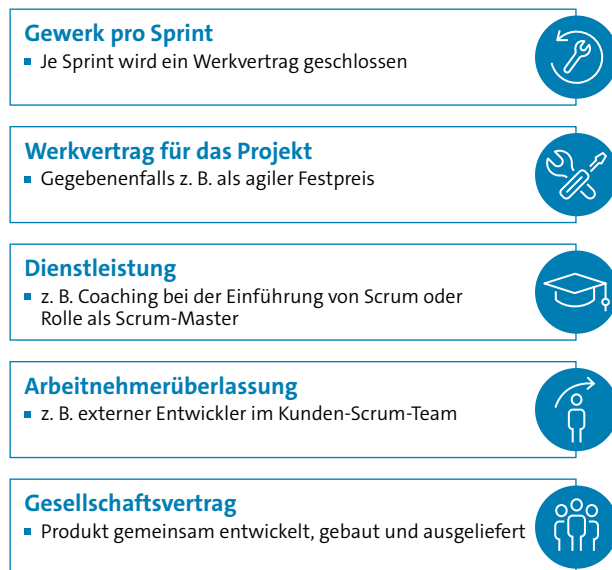 Gewerk pro Sprint
▪ Je Sprint wird ein Werkvertrag geschlossen
Werkvertrag für das Projekt
▪ Gegebenenfalls z. B. als agiler Festpreis
Dienstleistung
▪ z. B. Coaching bei der Einführung von Scrum oder
Rolle als Scrum-Master
Arbeitnehmerüberlassung
▪ z. B. externer Entwickler im Kunden-Scrum-Team
Gesellschaftsvertrag
▪ Produkt gemeinsam entwickelt, gebaut und ausgeliefert